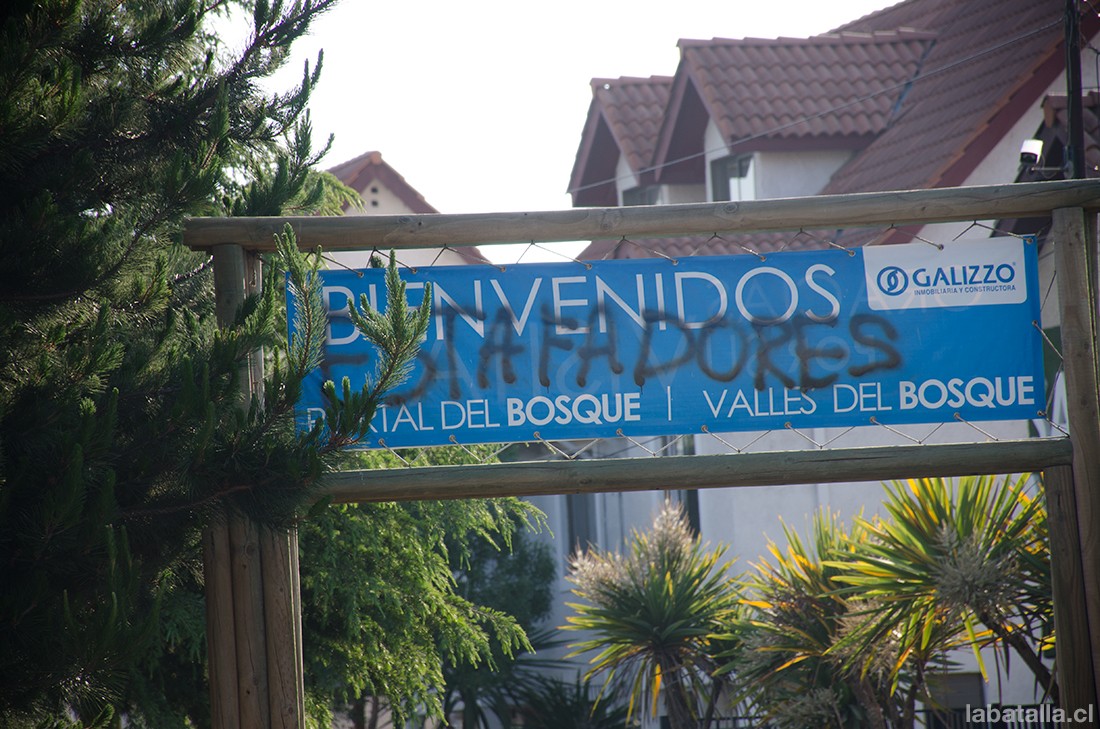 BIENVENIDOS
GALIZZO
INMOBILIARIA Y CONSTRUCTORA
ESTAFADORES
PORTAL DEL BOSQUE | VALLES DEL BOSQUE
labatalla.cl